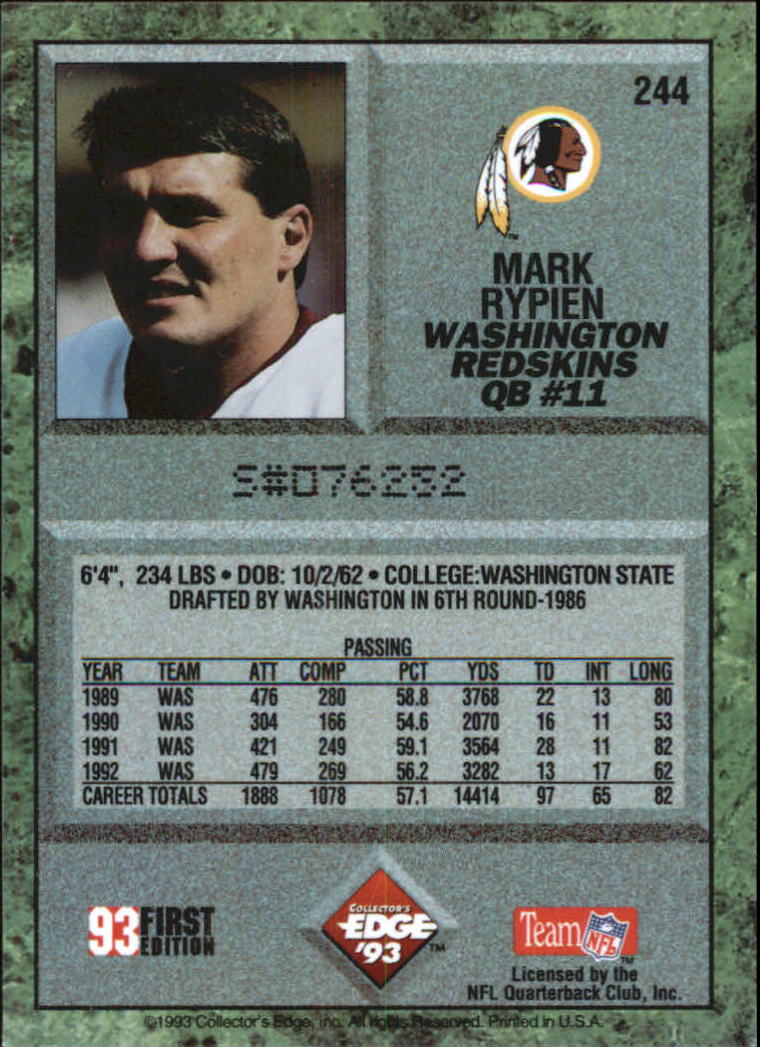 244
MARK
RYPIEN
WASHINGTON
REDSKINS
QB #11
S#076252
6'4", 234 LBS • DOB: 10/2/62 • COLLEGE:WASHINGTON STATE
DRAFTED BY WASHINGTON IN 6TH ROUND-1986
PASSING
YEAR TEAM ATT COMP PCT YDS TD INT LONG
1989 WAS 476 280 58.8 3768 22 13 80
1990 WAS 304 166 54.6 2070 16 11 53
1991 WAS 421 249 59.1 3564 28 11 82
1992 WAS 479 269 56.2 3282 13 17 62
CAREER TOTALS 1888 1078 57.1 14414 97 65 82
93 FIRST
EDITION
COLLECTOR'S
EDGE
'93 TM
Team NFL
TM
Licensed by the
NFL Quarterback Club, Inc.
©1993 Collector's Edge, Inc. All rights Reserved. Printed in U.S.A.